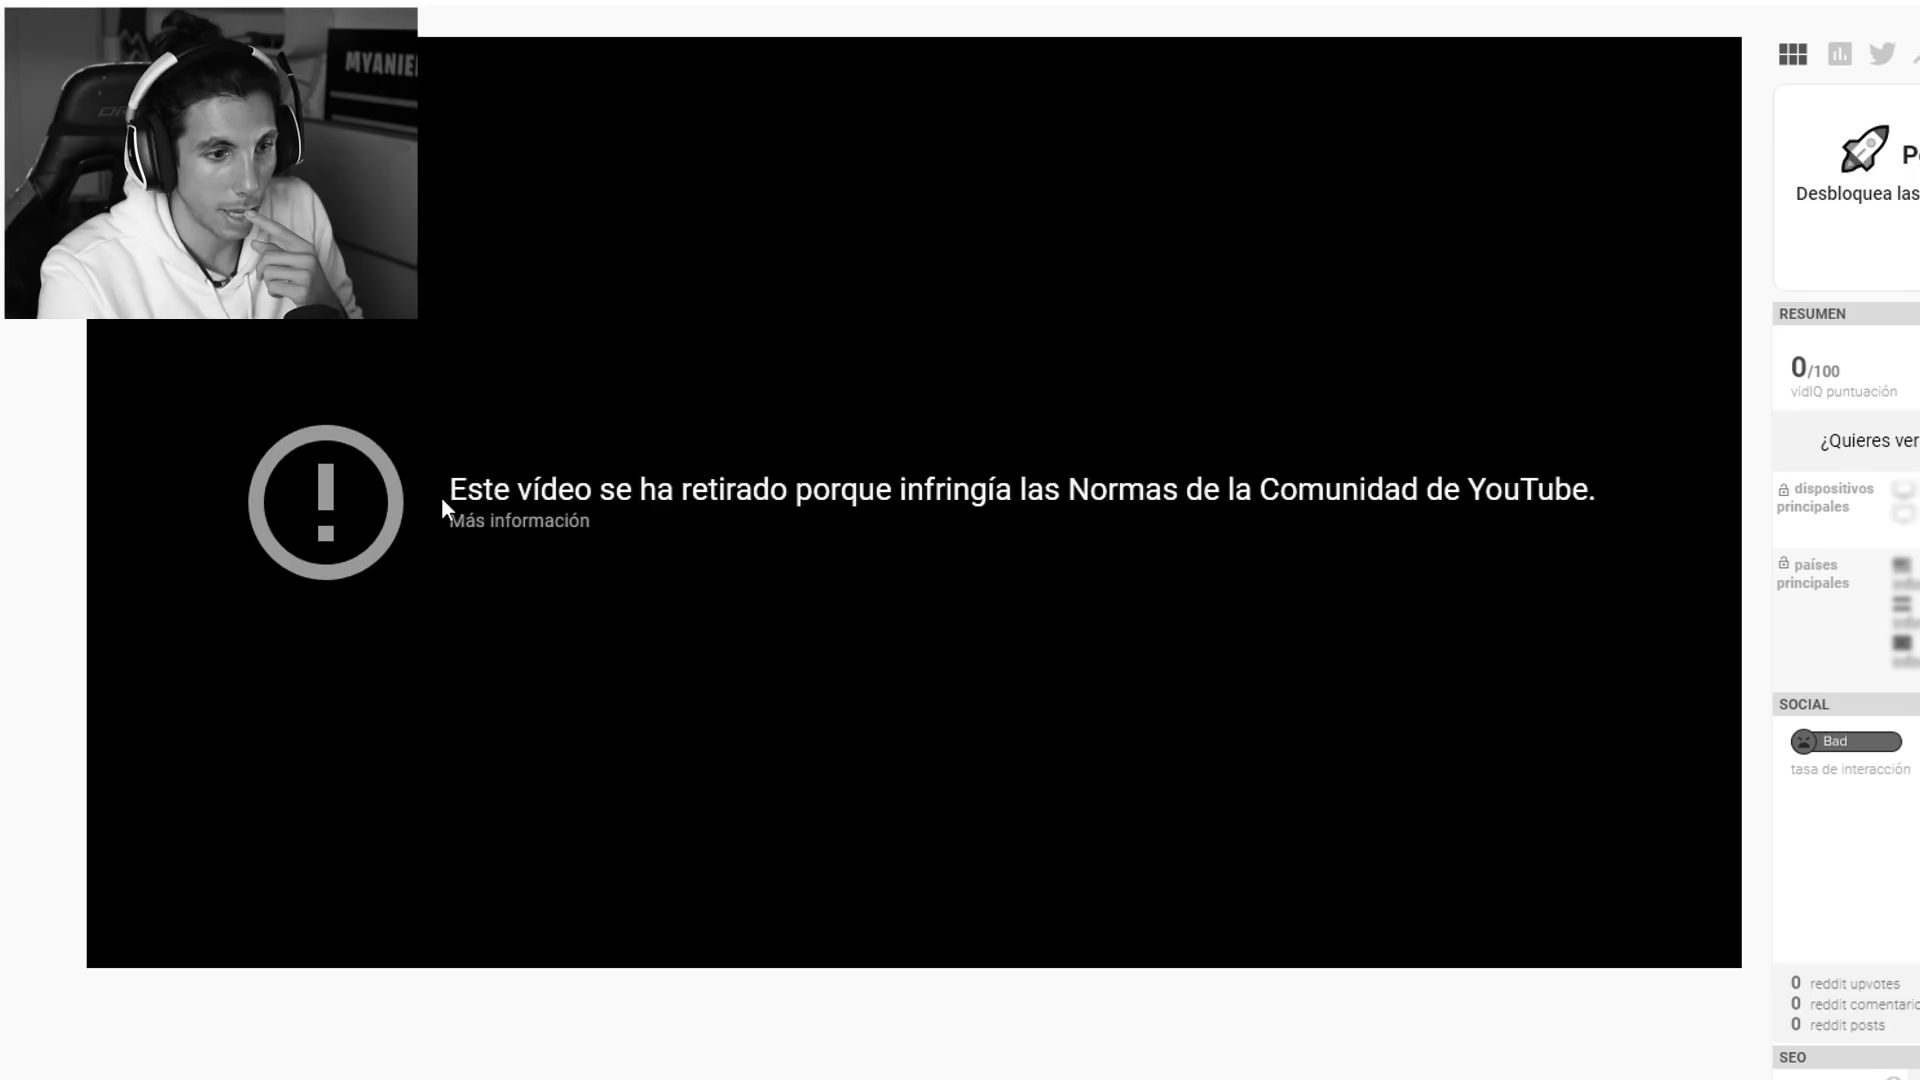 MYANIE
Este vídeo se ha retirado porque infringía las Normas de la Comunidad de YouTube.
Más información
Desbloquea las
RESUMEN
0/100
vidIQ puntuación
¿Quieres ver
dispositivos
principales
países
principales
SOCIAL
Bad
tasa de interacción
0 reddit upvotes
0 reddit comentario
0 reddit posts
SEO